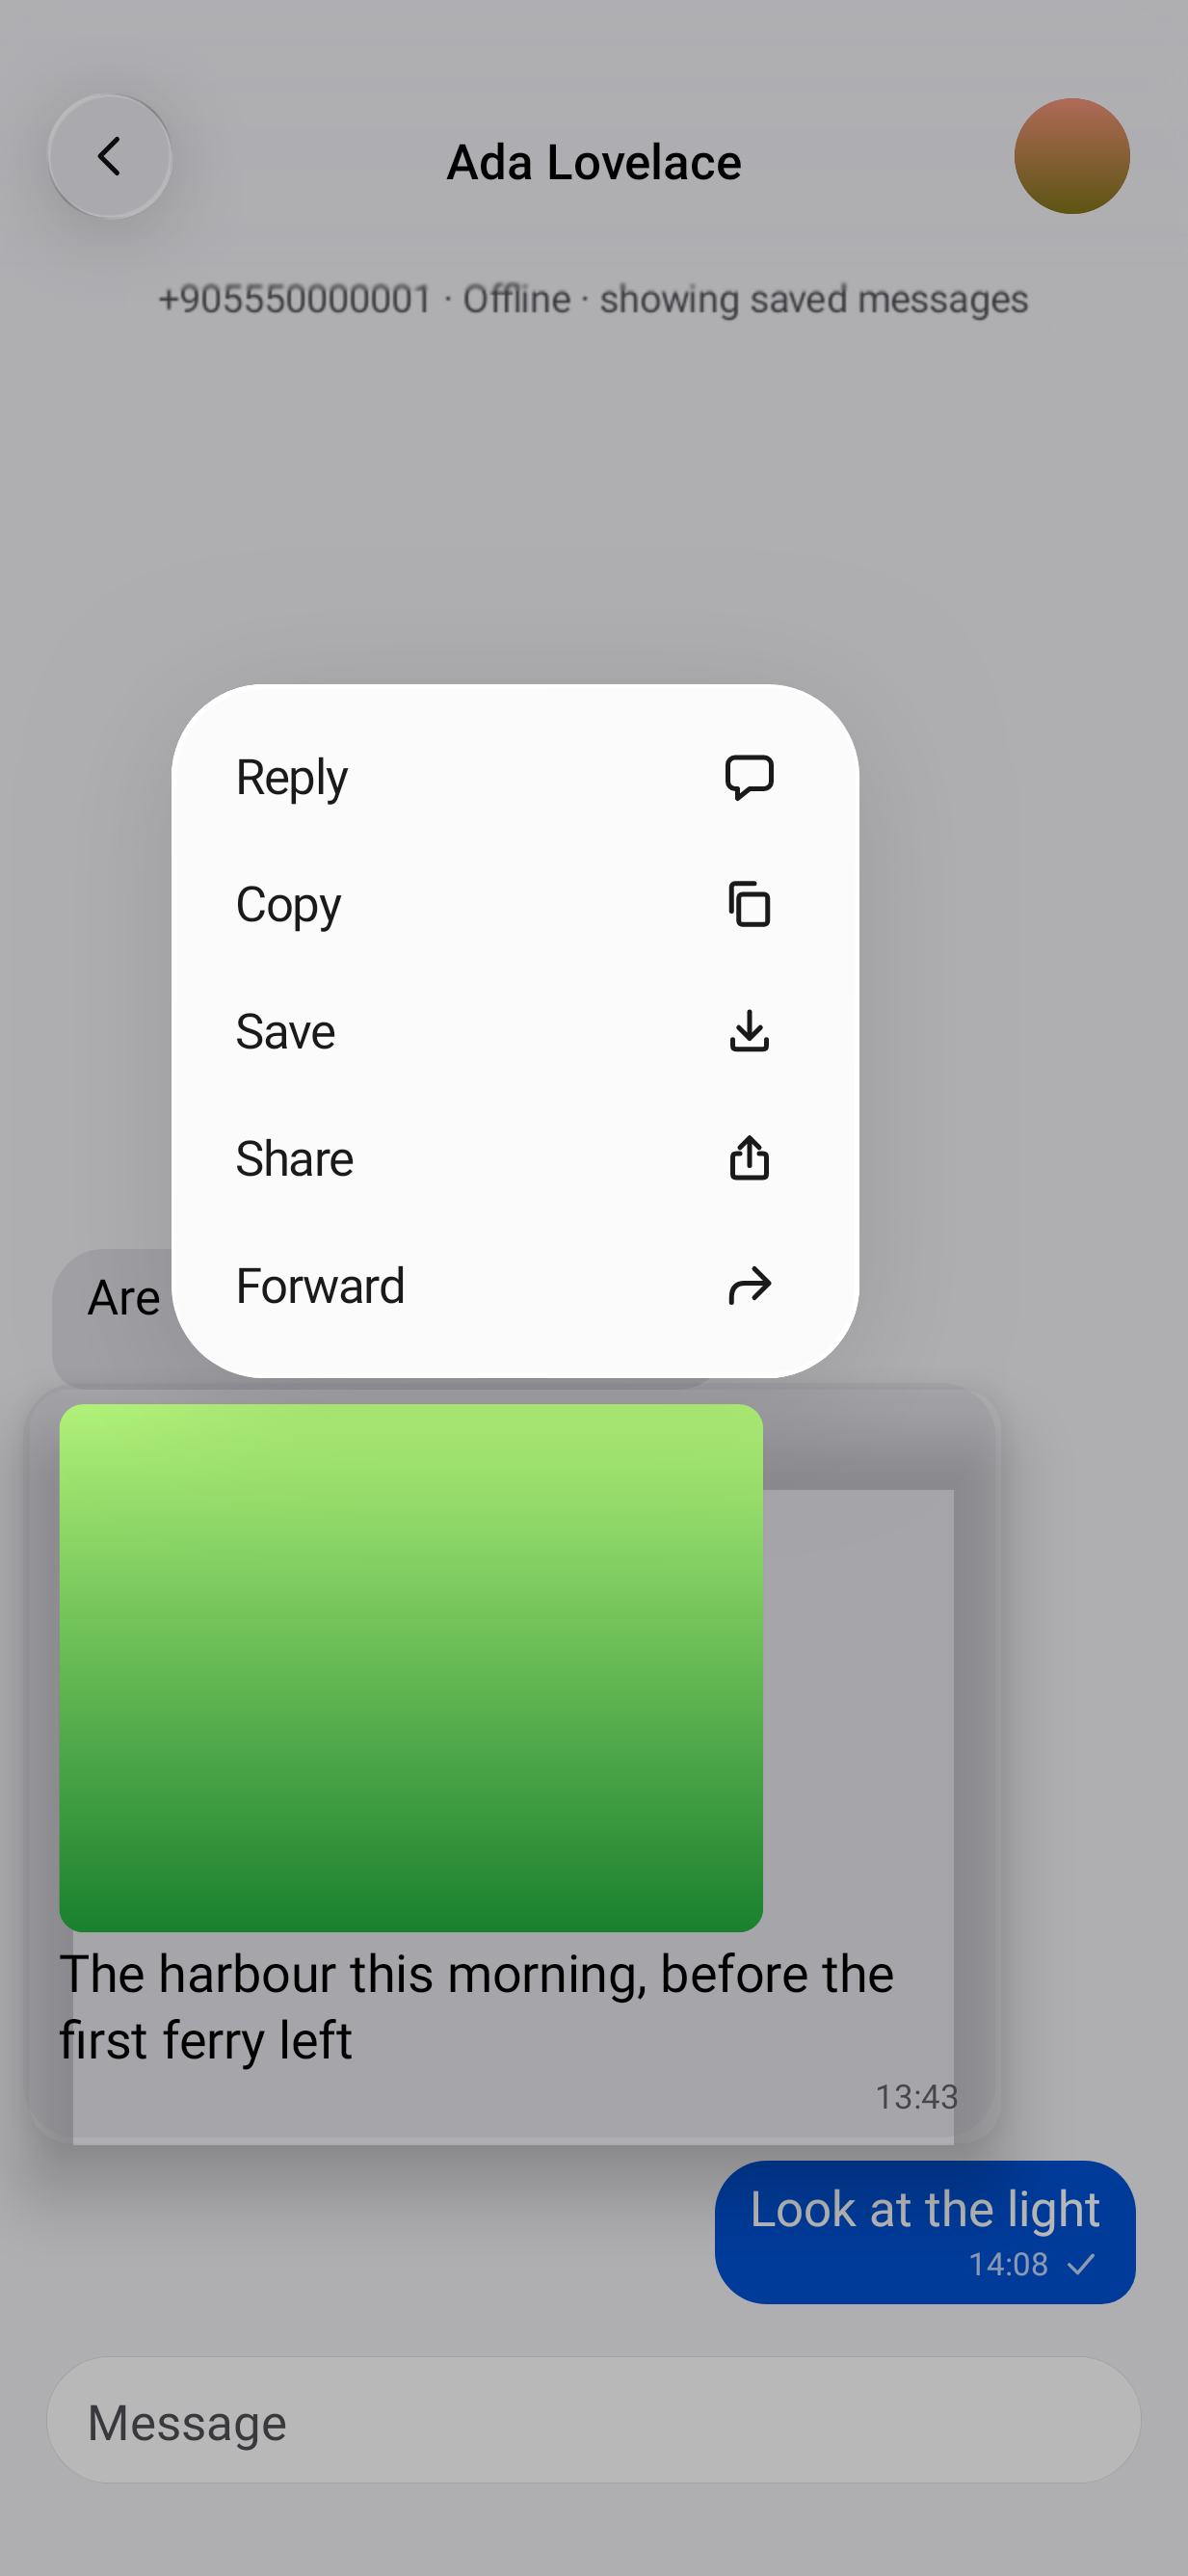 Ada Lovelace
+905550000001 · Offline · showing saved messages
Reply
Copy
Save
Share
Forward
Are
The harbour this morning, before the
first ferry left
13:43
Look at the light
14:08
Message